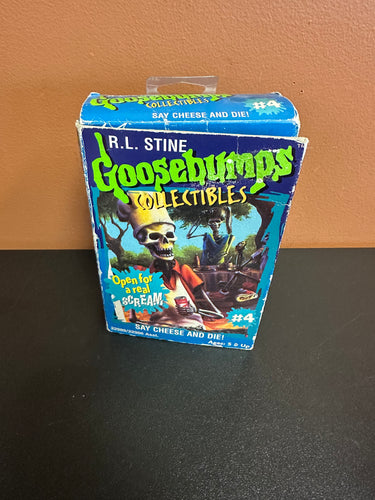 Goosebumps
COLLECTIBLES
#4
SAY CHEESE AND DIE!
R.L. STINE
TM
Goosebumps
COLLECTIBLES
Open for
a real
SCREAM
#4
SAY CHEESE AND DIE!
Ages: 5 & Up